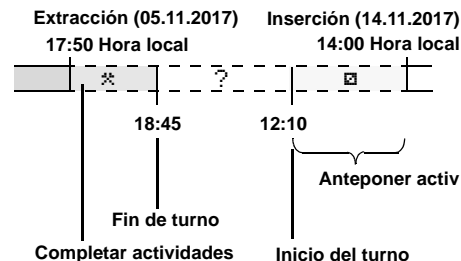 Extracción (05.11.2017) Inserción (14.11.2017)
17:50 Hora local 14:00 Hora local
?
18:45 12:10
Anteponer activ
Fin de turno
Completar actividades Inicio del turno